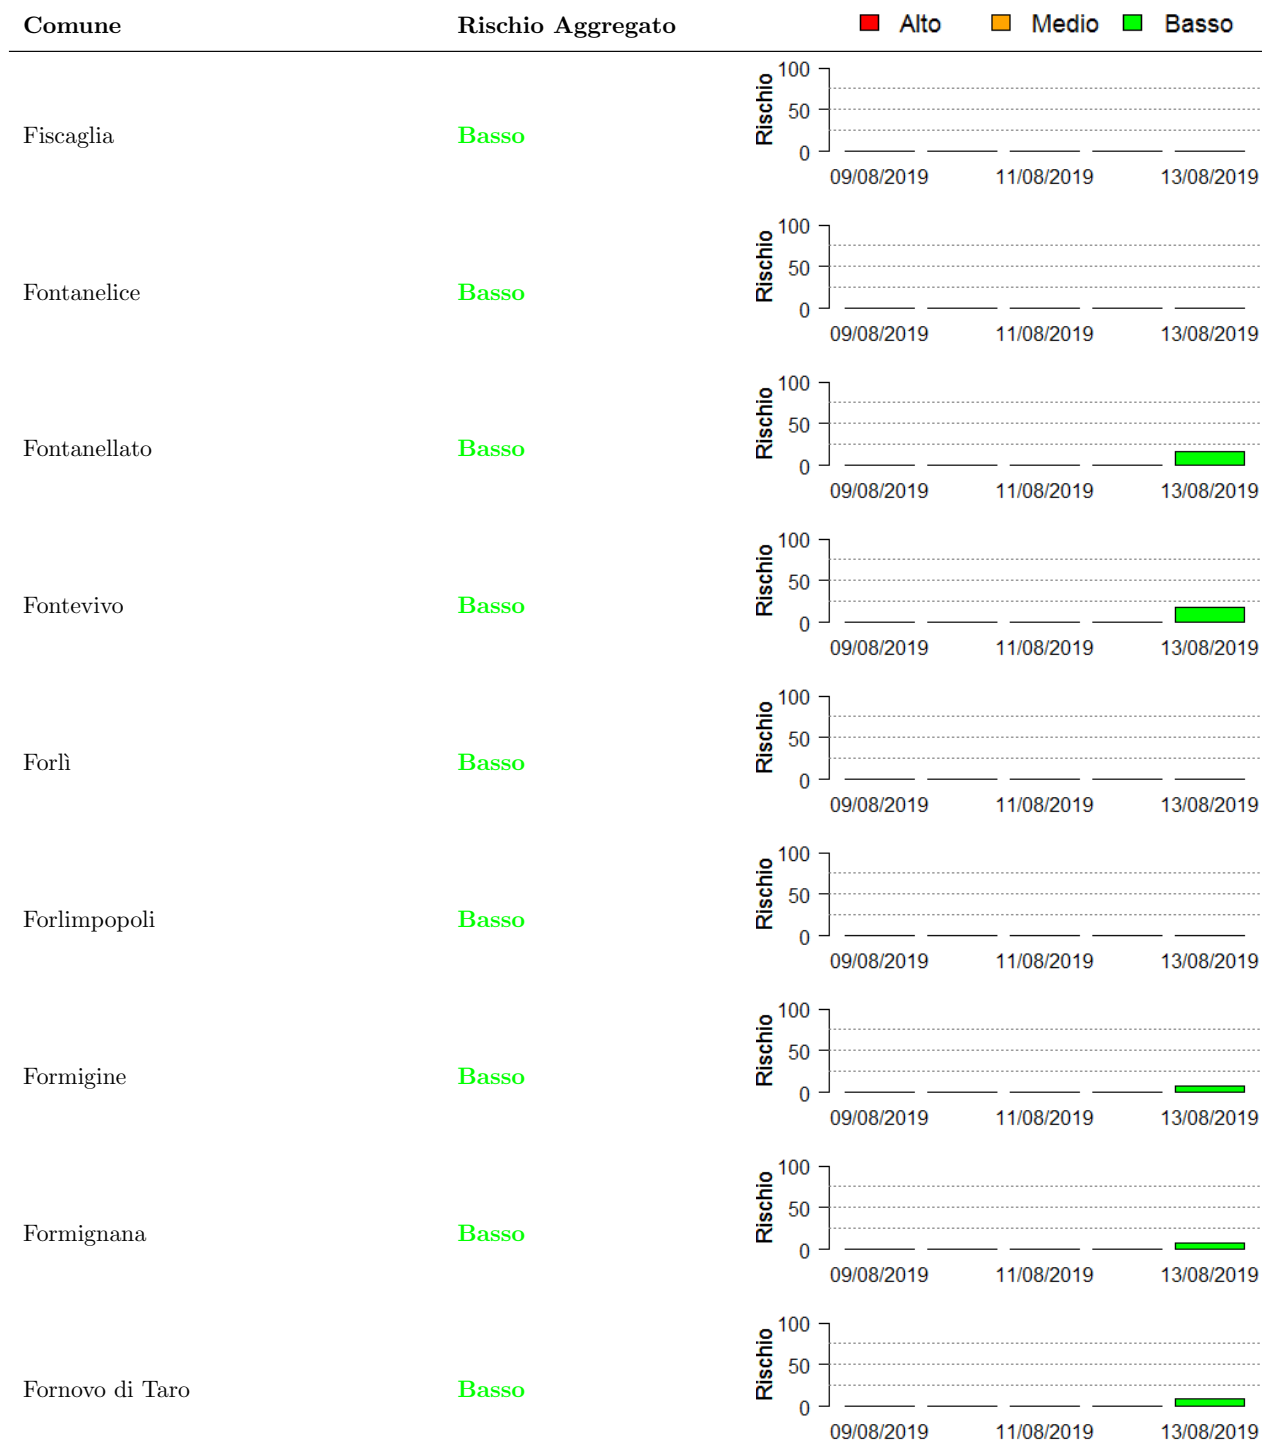 Comune Rischio Aggregato Alto Medio Basso
100
50
0
Rischio
Fiscaglia Basso
09/08/2019 11/08/2019 13/08/2019
100
50
0
Rischio
Fontanelice Basso
09/08/2019 11/08/2019 13/08/2019
100
50
0
Rischio
Fontanellato Basso
09/08/2019 11/08/2019 13/08/2019
100
50
0
Rischio
Fontevivo Basso
09/08/2019 11/08/2019 13/08/2019
100
50
0
Rischio
Forlì Basso
09/08/2019 11/08/2019 13/08/2019
100
50
0
Rischio
Forlimpopoli Basso
09/08/2019 11/08/2019 13/08/2019
100
50
0
Rischio
Formigine Basso
09/08/2019 11/08/2019 13/08/2019
100
50
0
Rischio
Formignana Basso
09/08/2019 11/08/2019 13/08/2019
100
50
0
Rischio
Fornovo di Taro Basso
09/08/2019 11/08/2019 13/08/2019